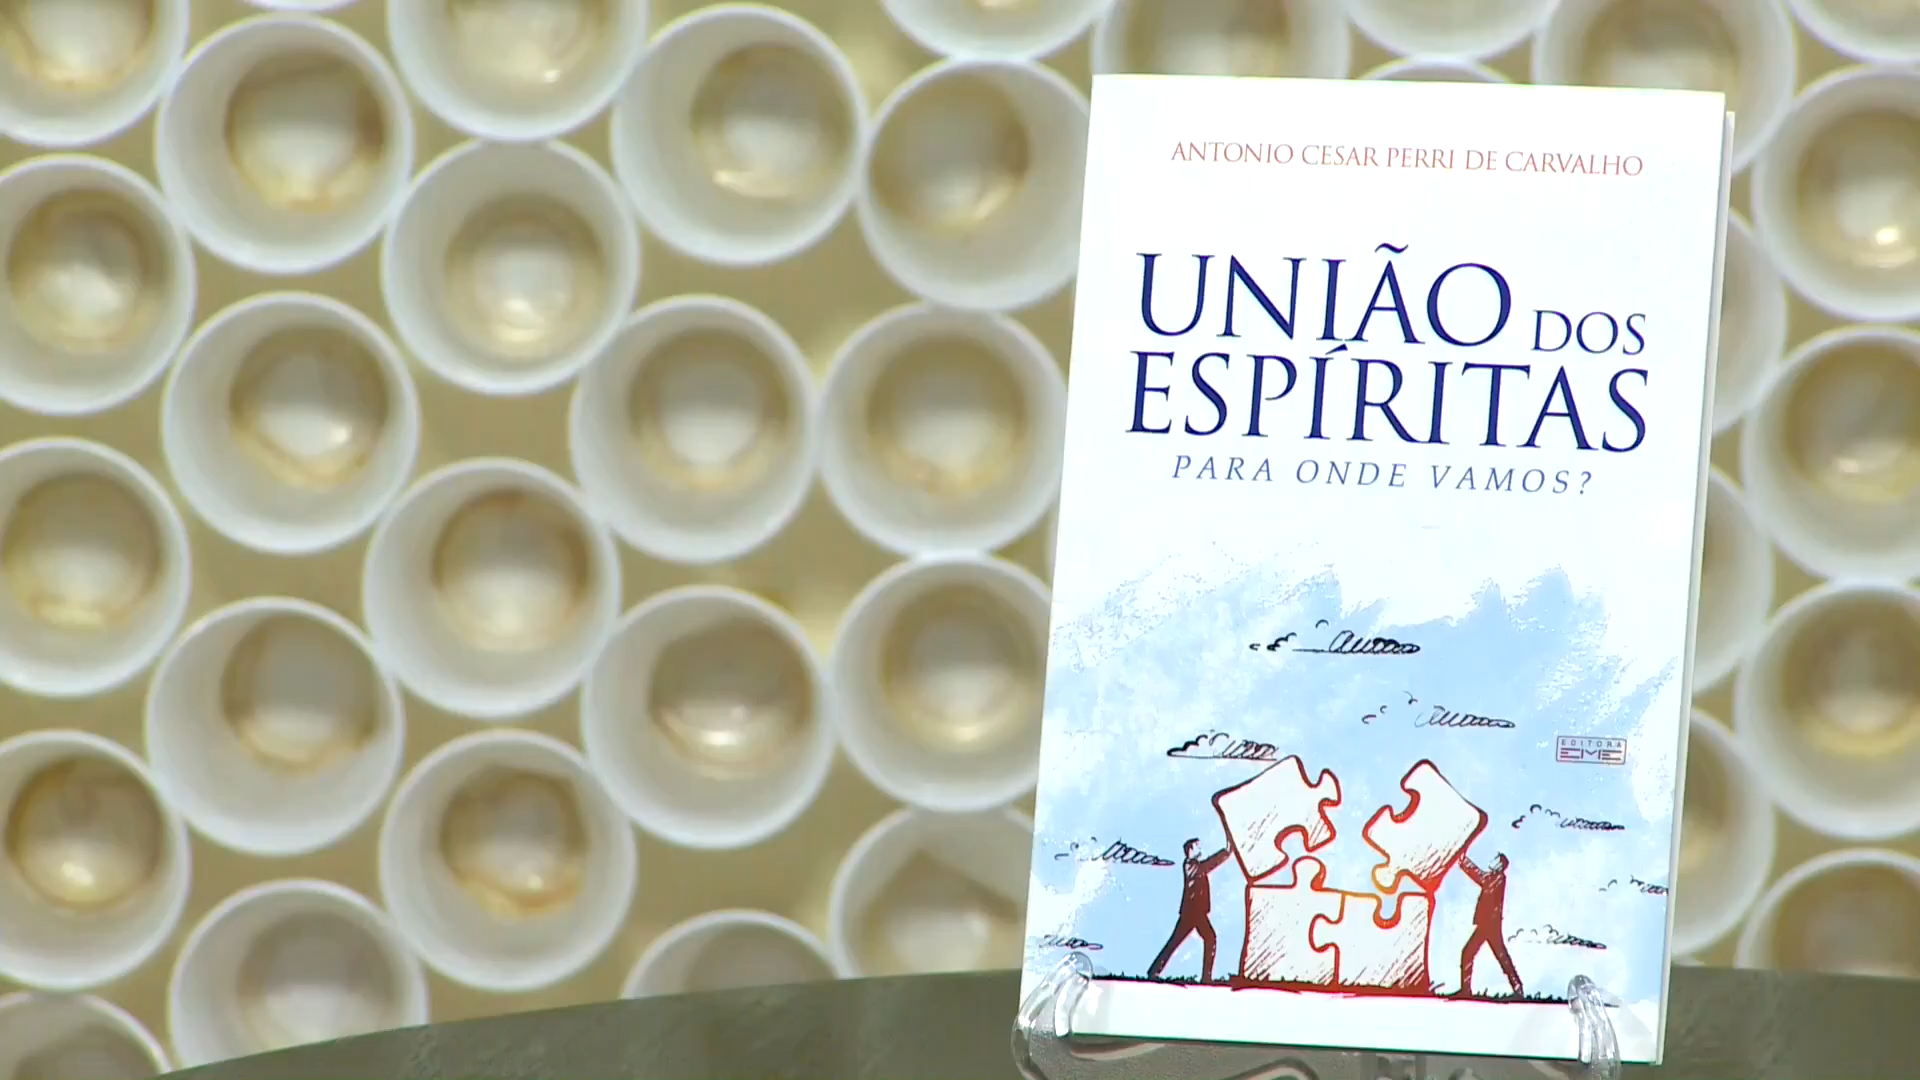 ANTONIO CESAR PERRI DE CARVALHO
UNIÃO DOS
ESPÍRITAS
PARA ONDE VAMOS?
EDITORA
EME